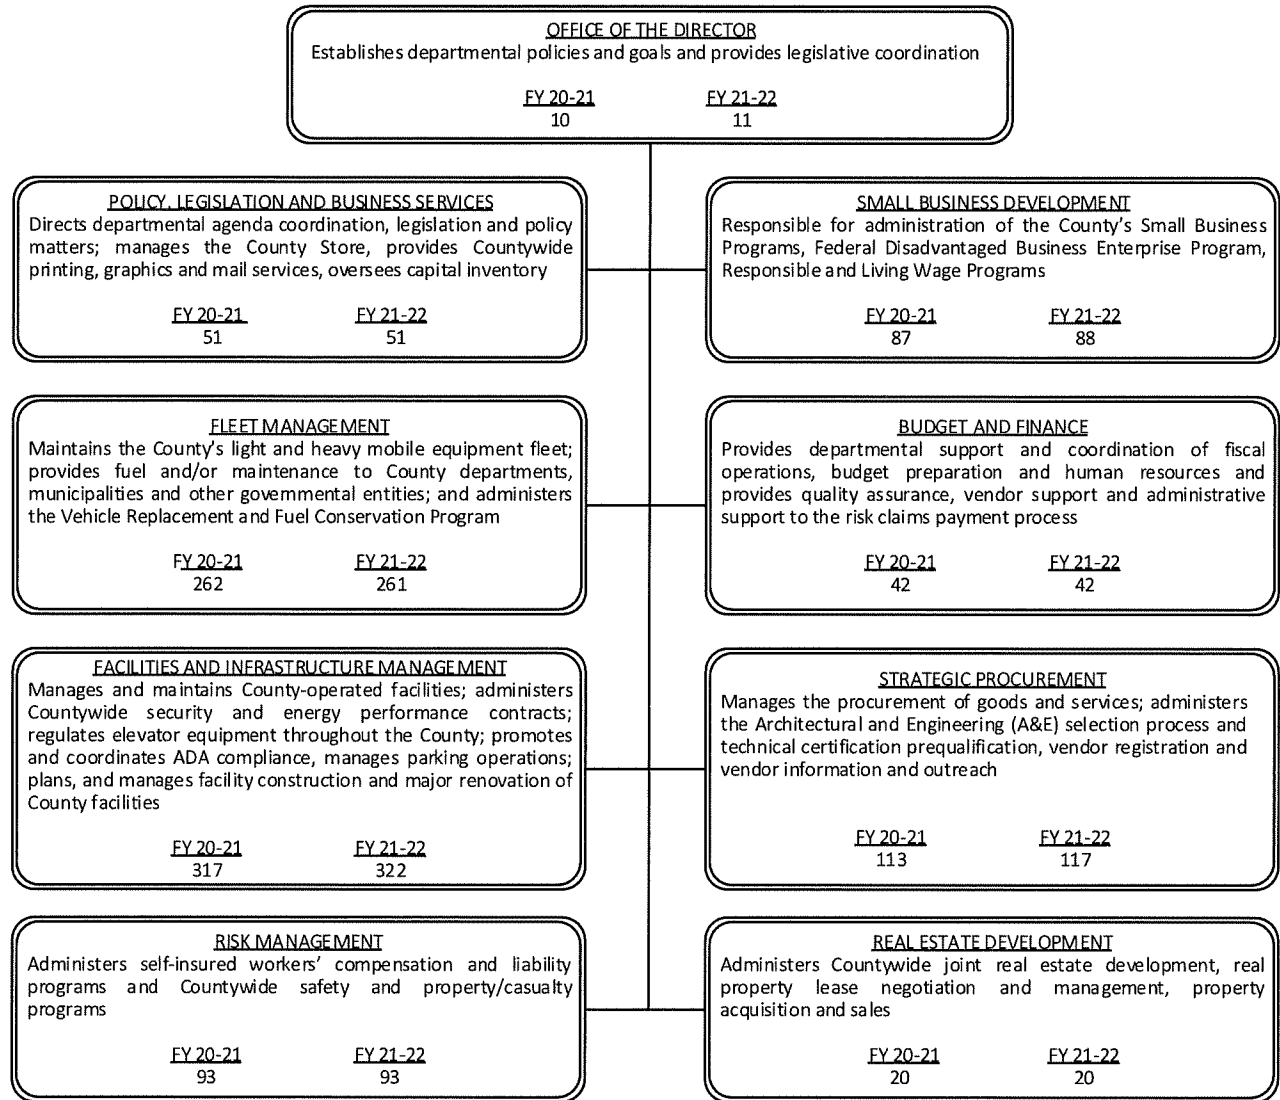 OFFICE OF THE DIRECTOR
Establishes departmental policies and goals and provides legislative coordination
FY 20-21 FY 21-22
10 11
POLICY, LEGISLATION AND BUSINESS SERVICES
Directs departmental agenda coordination, legislation and policy
matters; manages the County Store, provides Countywide
printing, graphics and mail services, oversees capital inventory
FY 20-21 FY 21-22
51 51
SMALL BUSINESS DEVELOPMENT
Responsible for administration of the County's Small Business
Programs, Federal Disadvantaged Business Enterprise Program,
Responsible and Living Wage Programs
FY 20-21 FY 21-22
87 88
FLEET MANAGEMENT
Maintains the County's light and heavy mobile equipment fleet;
provides fuel and/or maintenance to County departments,
municipalities and other governmental entities; and administers
the Vehicle Replacement and Fuel Conservation Program
FY 20-21 FY 21-22
262 261
BUDGET AND FINANCE
Provides departmental support and coordination of fiscal
operations, budget preparation and human resources and
provides quality assurance, vendor support and administrative
support to the risk claims payment process
FY 20-21 FY 21-22
42 42
FACILITIES AND INFRASTRUCTURE MANAGEMENT
Manages and maintains County-operated facilities; administers
Countywide security and energy performance contracts;
regulates elevator equipment throughout the County; promotes
and coordinates ADA compliance, manages parking operations;
plans, and manages facility construction and major renovation of
County facilities
FY 20-21 FY 21-22
317 322
STRATEGIC PROCUREMENT
Manages the procurement of goods and services; administers
the Architectural and Engineering (A&E) selection process and
technical certification prequalification, vendor registration and
vendor information and outreach
FY 20-21 FY 21-22
113 117
RISK MANAGEMENT
Administers self-insured workers' compensation and liability
programs and Countywide safety and property/casualty
programs
FY 20-21 FY 21-22
93 93
REAL ESTATE DEVELOPMENT
Administers Countywide joint real estate development, real
property lease negotiation and management, property
acquisition and sales
FY 20-21 FY 21-22
20 20